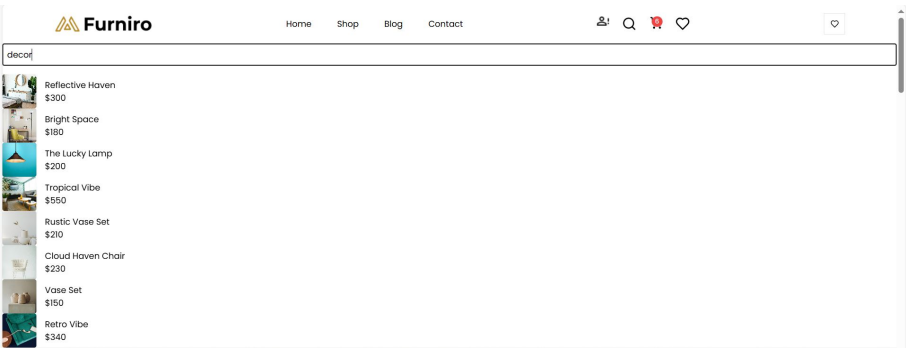 Furniro
Home Shop Blog Contact
0
decor
Reflective Haven
$300
Bright Space
$180
The Lucky Lamp
$200
Tropical Vibe
$550
Rustic Vase Set
$210
Cloud Haven Chair
$230
Vase Set
$150
Retro Vibe
$340